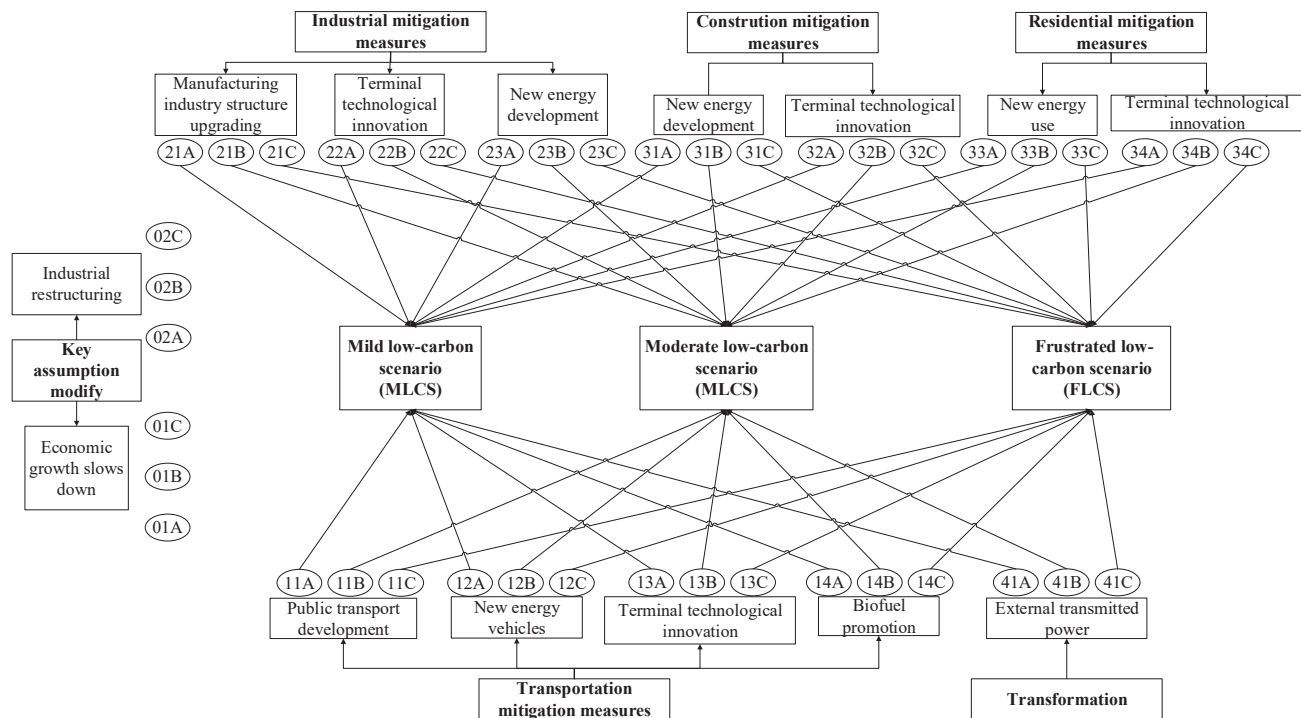 Industrial mitigation
measures
Constrution mitigation
measures
Residential mitigation
measures
Manufacturing
industry structure
upgrading
Terminal
technological
innovation
New energy
development
New energy
development
Terminal technological
innovation
New energy
use
Terminal technological
innovation
21A
21B
21C
22A
22B
22C
23A
23B
23C
31A
31B
31C
32A
32B
32C
33A
33B
33C
34A
34B
34C
02C
Industrial
restructuring
02B
02A
Key
assumption
modify
Mild low-carbon
scenario
(MLCS)
Moderate low-carbon
scenario
(MLCS)
Frustrated low-
carbon scenario
(FLCS)
01C
Economic
growth slows
down
01B
01A
11A
11B
11C
12A
12B
12C
13A
13B
13C
14A
14B
14C
41A
41B
41C
Public transport
development
New energy
vehicles
Terminal technological
innovation
Biofuel
promotion
External transmitted
power
Transportation
mitigation measures
Transformation